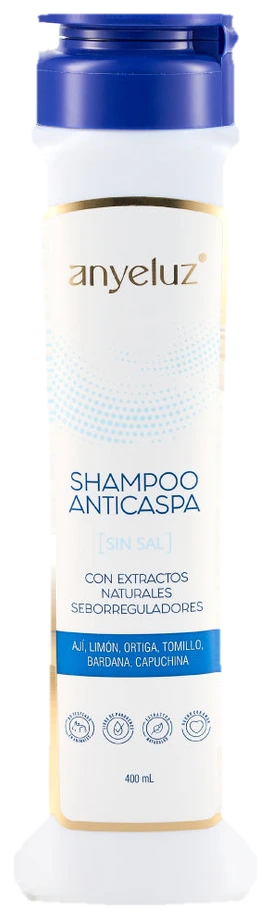 anyeluz®
SHAMPOO
ANTICASPA
[SIN SAL]
CON EXTRACTOS
NATURALES
SEBORREGULADORES
AJÍ, LIMÓN, ORTIGA, TOMILLO,
BARDANA, CAPUCHINA
400 mL